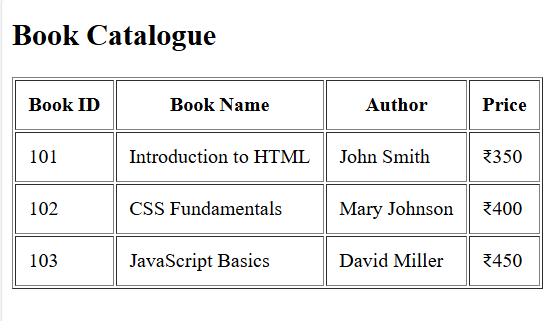 Book Catalogue
Book ID Book Name Author Price
101 Introduction to HTML John Smith ₹350
102 CSS Fundamentals Mary Johnson ₹400
103 JavaScript Basics David Miller ₹450